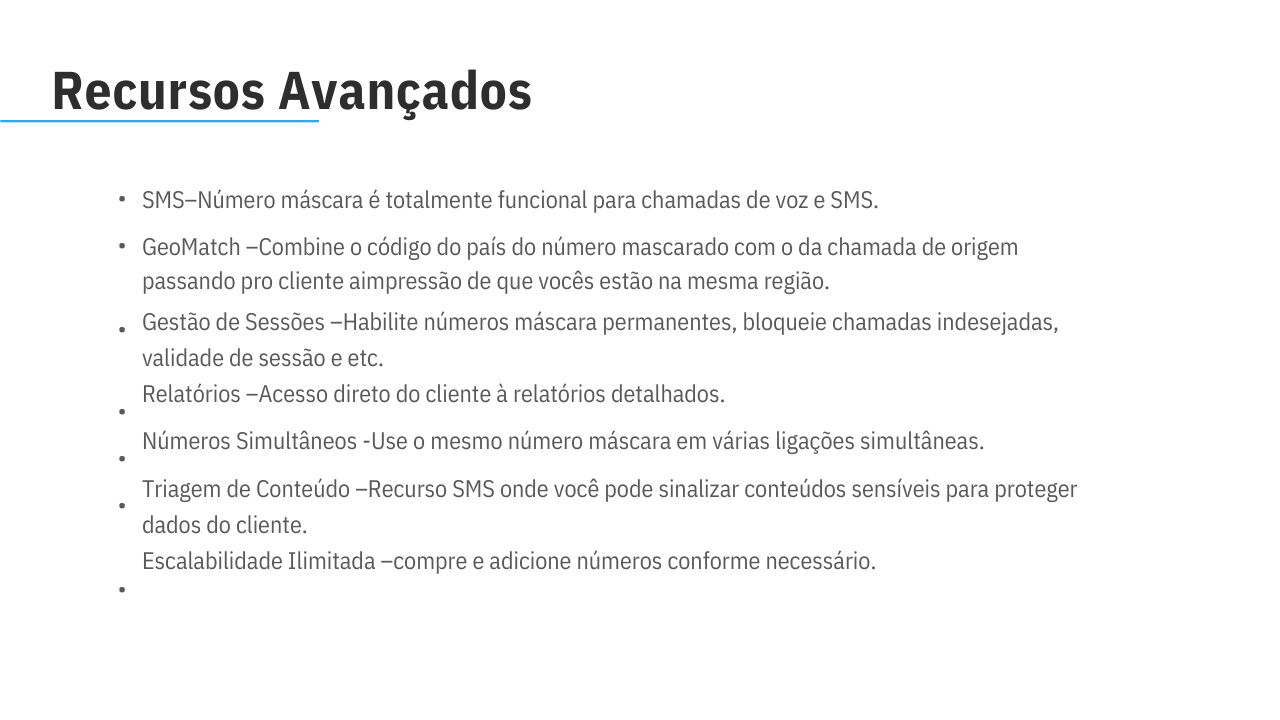 Recursos Avançados
• SMS–Número máscara é totalmente funcional para chamadas de voz e SMS.
• GeoMatch –Combine o código do país do número mascarado com o da chamada de origem
passando pro cliente aimpressão de que vocês estão na mesma região.
• Gestão de Sessões –Habilite números máscara permanentes, bloqueie chamadas indesejadas,
validade de sessão e etc.
• Relatórios –Acesso direto do cliente à relatórios detalhados.
• Números Simultâneos -Use o mesmo número máscara em várias ligações simultâneas.
• Triagem de Conteúdo –Recurso SMS onde você pode sinalizar conteúdos sensíveis para proteger
dados do cliente.
• Escalabilidade Ilimitada –compre e adicione números conforme necessário.